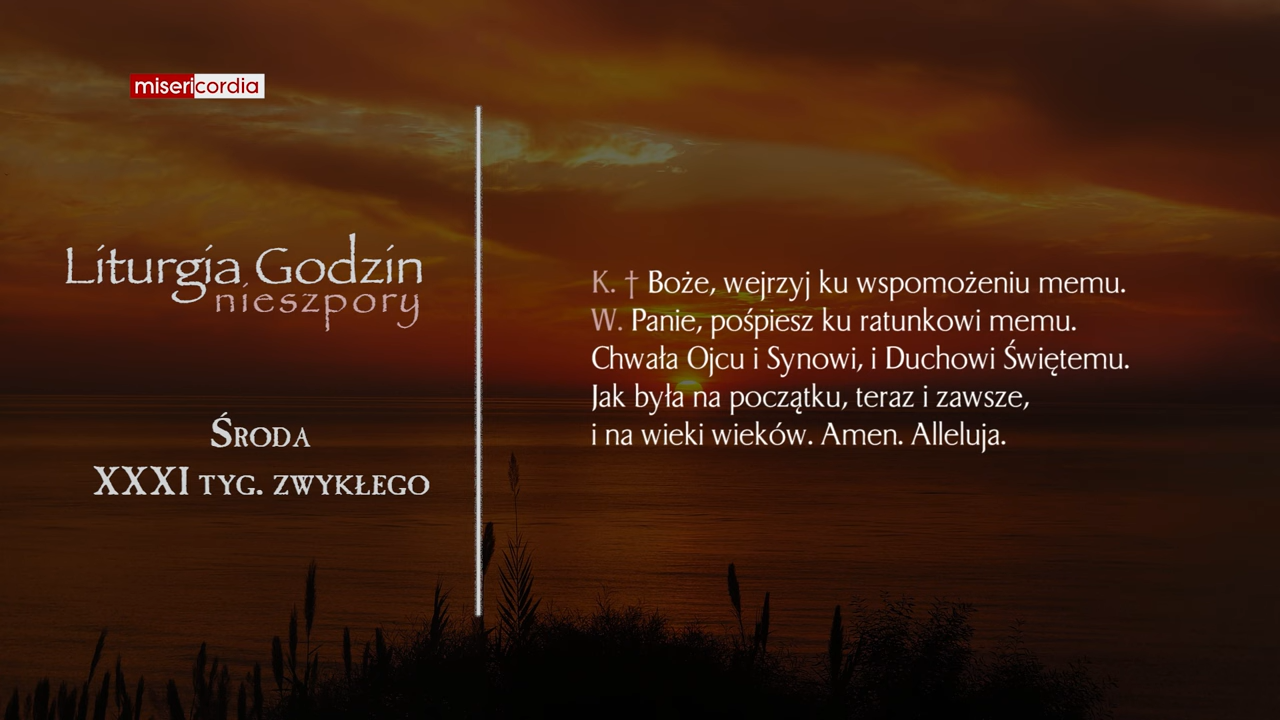 misericordia
Liturgia Godzin
nieszpory
Środa
XXXI tyg. zwykłego
K. † Boże, wejrzyj ku wspomożeniu memu.
W. Panie, pośpiesz ku ratunkowi memu.
Chwała Ojcu i Synowi, i Duchowi Świętemu.
Jak była na początku, teraz i zawsze,
i na wieki wieków. Amen. Alleluja.